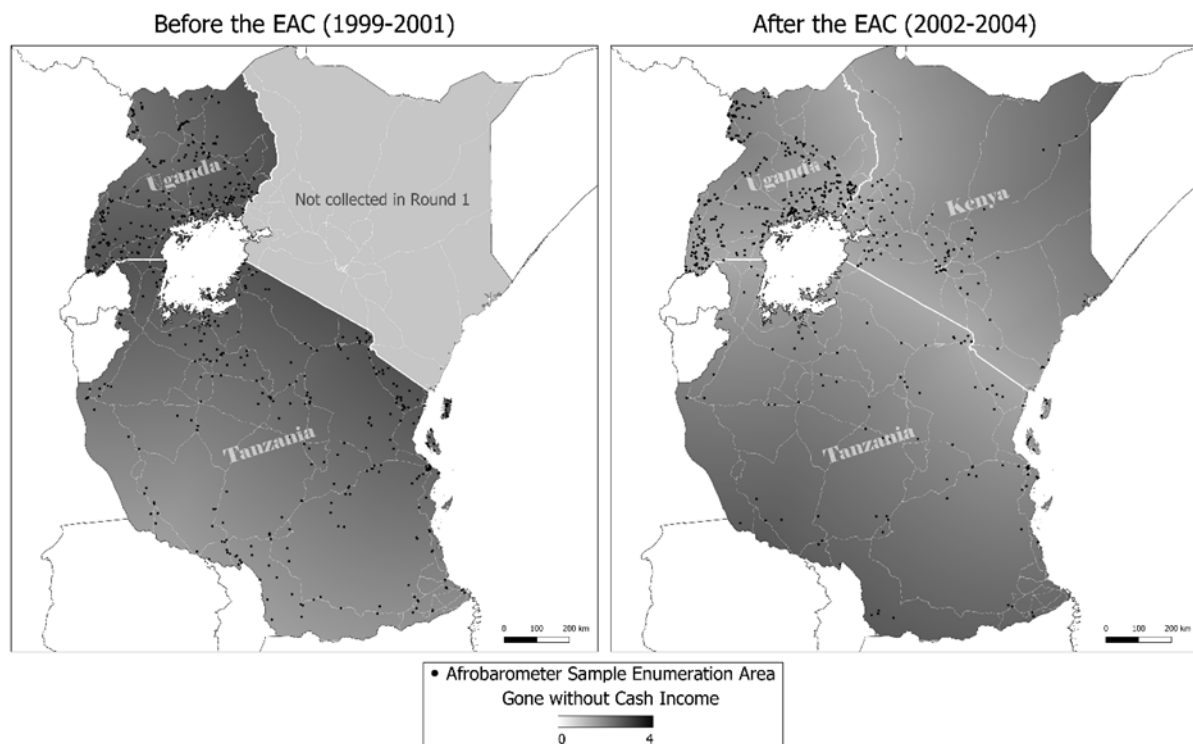 Before the EAC (1999-2001)
After the EAC (2002-2004)
Uganda
Not collected in Round 1
Tanzania
0 100 200 km
Uganda
Kenya
Tanzania
0 100 200 km
• Afrobarometer Sample Enumeration Area
Gone without Cash Income
0 4